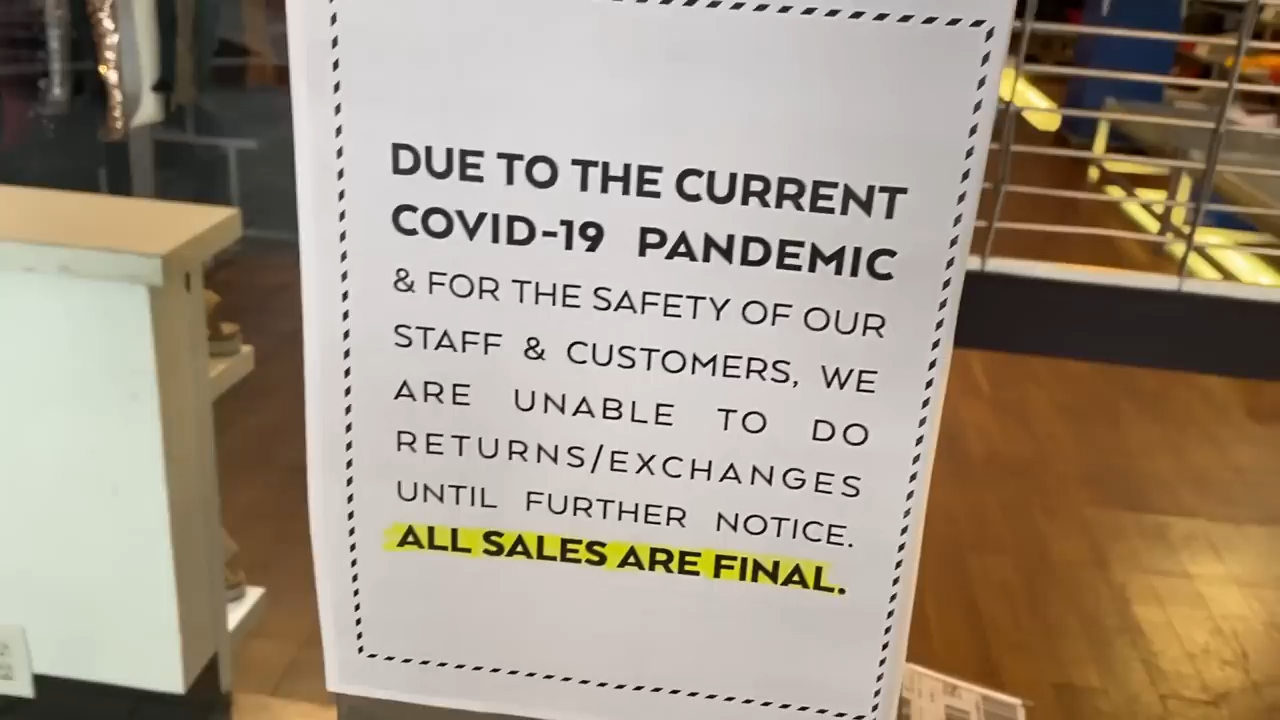 DUE TO THE CURRENT
COVID-19 PANDEMIC
& FOR THE SAFETY OF OUR
STAFF & CUSTOMERS, WE
ARE UNABLE TO DO
RETURNS/EXCHANGES
UNTIL FURTHER NOTICE.
ALL SALES ARE FINAL.